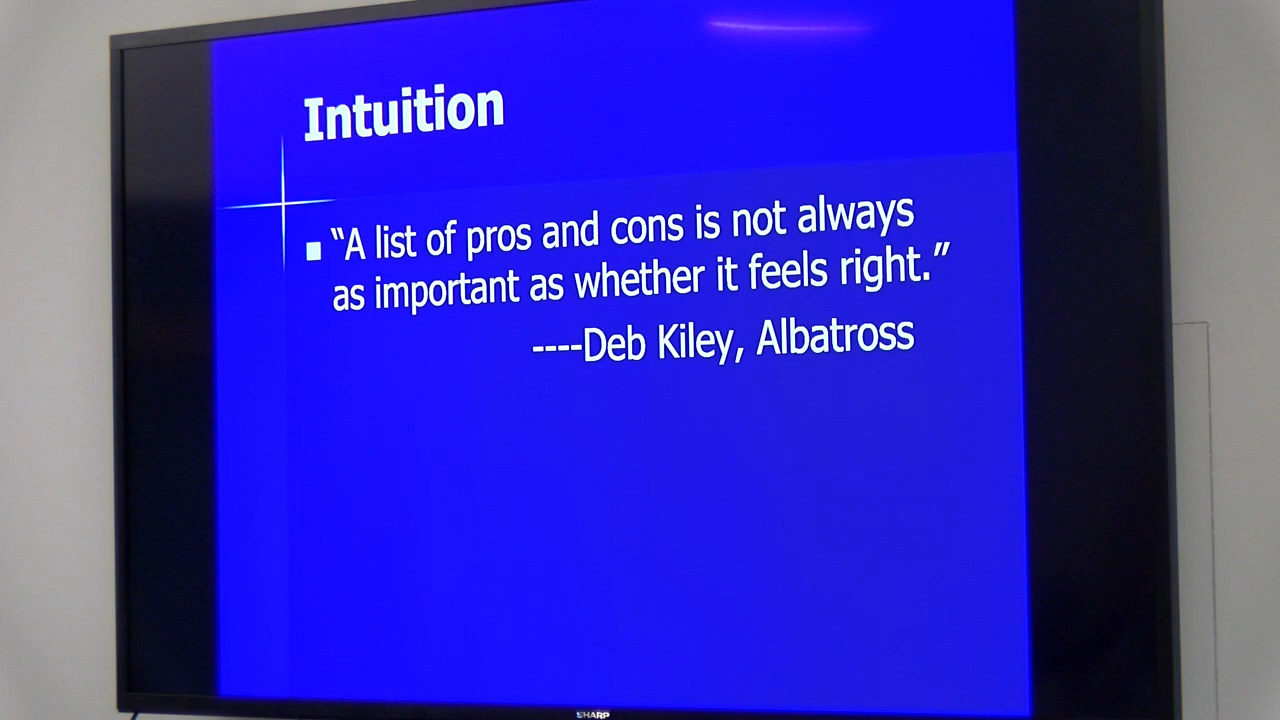 Intuition
■ “A list of pros and cons is not always
as important as whether it feels right.”
----Deb Kiley, Albatross
SHARP